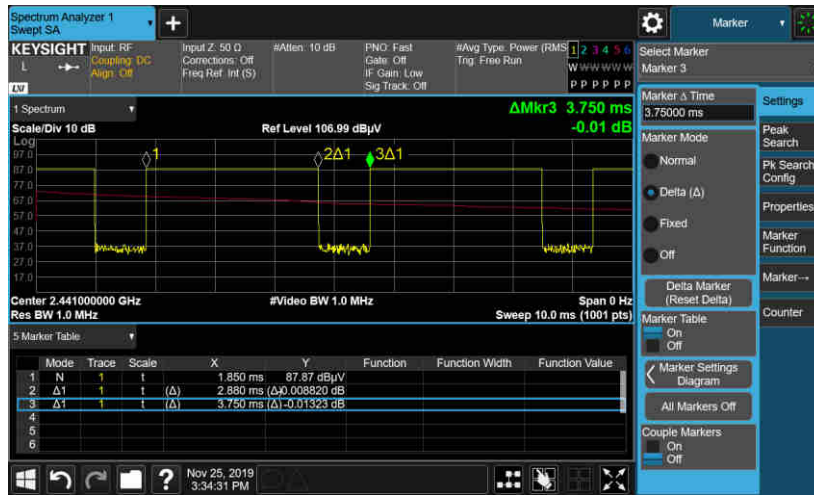 Spectrum Analyzer 1
Swept SA
+
Marker
KEYSIGHT
L
LXI
Input: RF
Coupling: DC
Align: Off
Input Z: 50 Ω
Corrections: Off
Freq Ref: Int (S)
#Atten: 10 dB
PNO: Fast
Gate: Off
IF Gain: Low
Sig Track: Off
#Avg Type: Power (RMS
Trig: Free Run
1 2 3 4 5 6
W W W W W W
P P P P P P
Select Marker
Marker 3
1 Spectrum
ΔMkr3 3.750 ms
-0.01 dB
Scale/Div 10 dB
Ref Level 106.99 dBµV
Log
97.0
87.0
77.0
67.0
57.0
47.0
37.0
27.0
17.0
1
2Δ1
3Δ1
Center 2.441000000 GHz
Res BW 1.0 MHz
#Video BW 1.0 MHz
Span 0 Hz
Sweep 10.0 ms (1001 pts)
5 Marker Table
Mode Trace Scale X Y Function Function Width Function Value
1 N 1 t 1.850 ms 87.87 dBµV
2 Δ1 1 t (Δ) 2.880 ms (Δ) 0.008820 dB
3 Δ1 1 t (Δ) 3.750 ms (Δ) -0.01323 dB
4
5
6
Marker Δ Time
3.75000 ms
Marker Mode
Normal
Delta (Δ)
Fixed
Off
Delta Marker
(Reset Delta)
Marker Table
On
Off
Marker Settings
Diagram
All Markers Off
Couple Markers
On
Off
Settings
Peak
Search
Pk Search
Config
Properties
Marker
Function
Marker→
Counter
?
Nov 25, 2019
3:34:31 PM